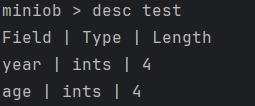 miniob > desc test
Field | Type | Length
year | ints | 4
age | ints | 4